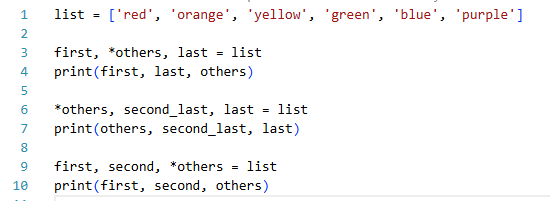 1 list = ['red', 'orange', 'yellow', 'green', 'blue', 'purple']
2
3 first, *others, last = list
4 print(first, last, others)
5
6 *others, second_last, last = list
7 print(others, second_last, last)
8
9 first, second, *others = list
10 print(first, second, others)